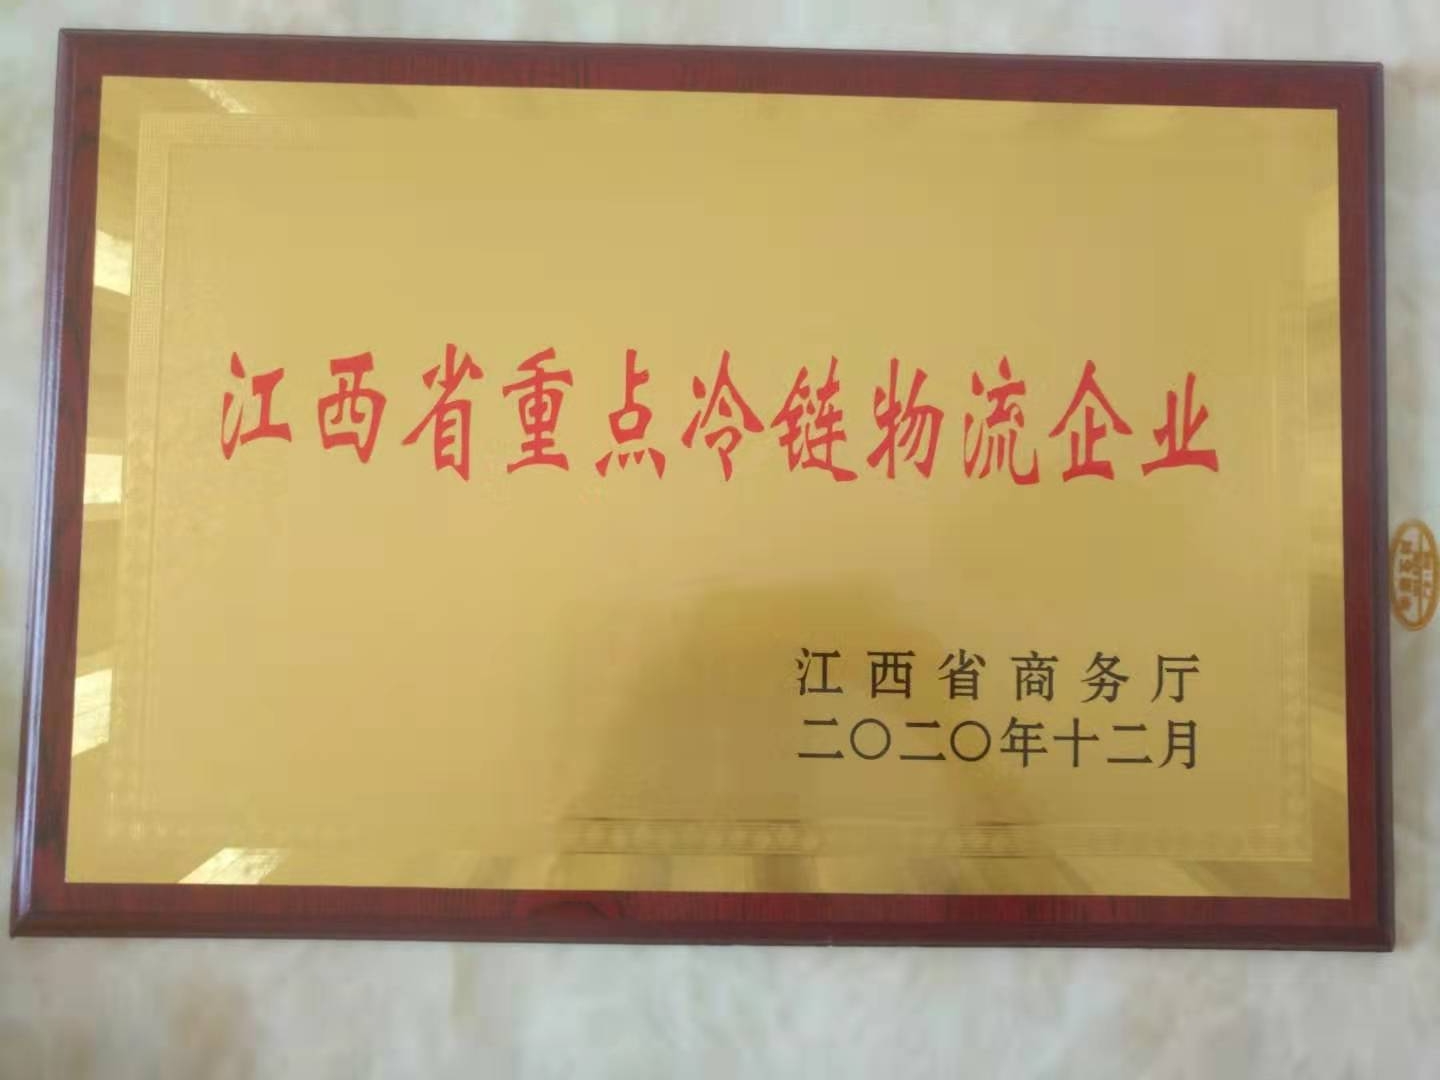 江西省重点冷链物流企业
江西省商务厅
二〇二〇年十二月